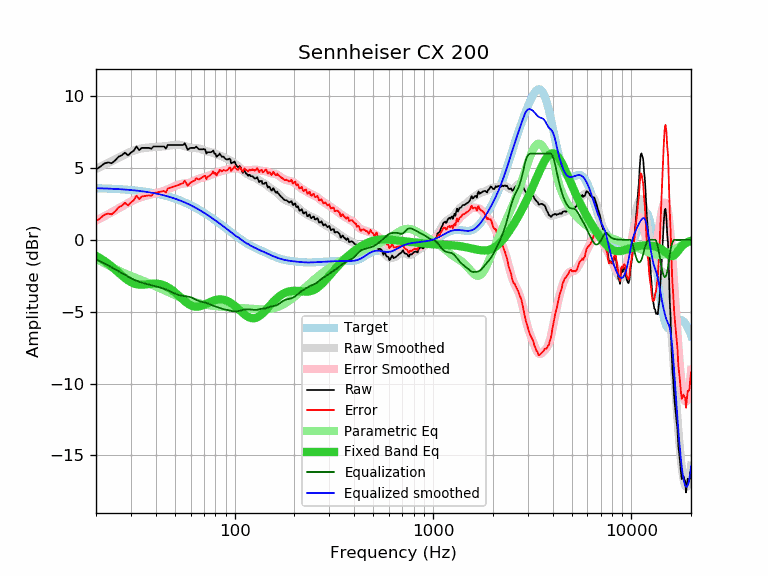 Sennheiser CX 200
Amplitude (dBr)
10
5
0
−5
−10
−15
Target
Raw Smoothed
Error Smoothed
Raw
Error
Parametric Eq
Fixed Band Eq
Equalization
Equalized smoothed
100
1000
10000
Frequency (Hz)